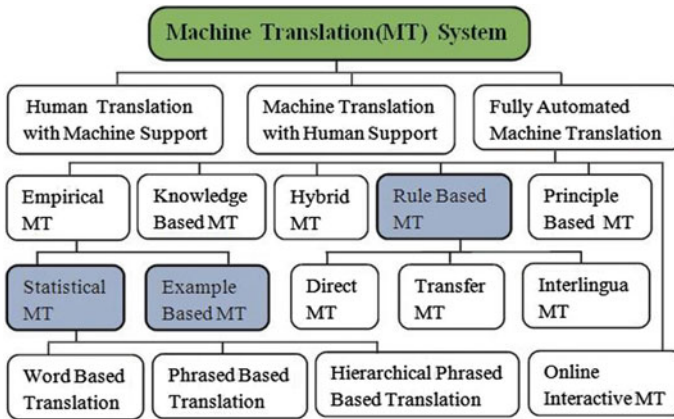 Machine Translation(MT) System
Human Translation
with Machine Support
Machine Translation
with Human Support
Fully Automated
Machine Translation
Empirical
MT
Knowledge
Based MT
Hybrid
MT
Rule Based
MT
Principle
Based MT
Statistical
MT
Example
Based MT
Direct
MT
Transfer
MT
Interlingua
MT
Word Based
Translation
Phrased Based
Translation
Hierarchical Phrased
Based Translation
Online
Interactive MT